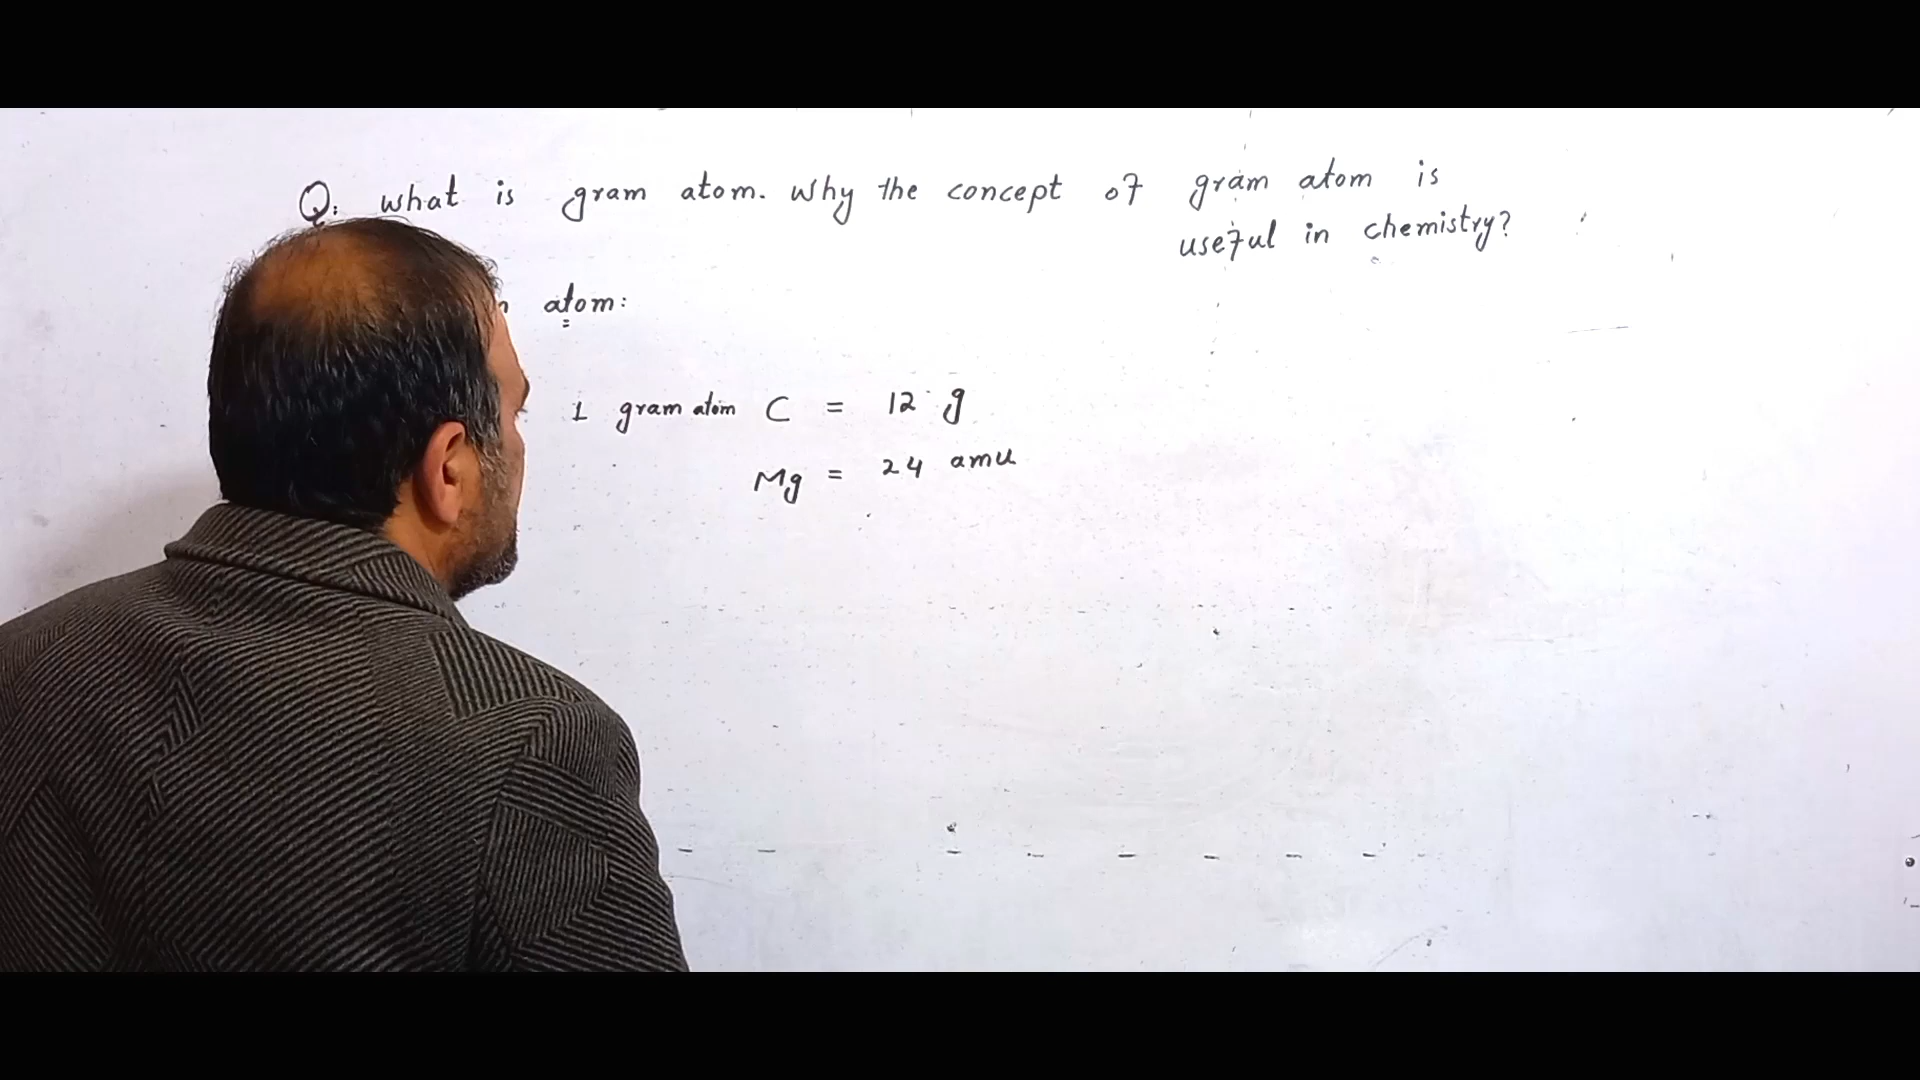 Q: what is gram atom. Why the concept of gram atom is
useful in chemistry?
atom:
1 gram atom C = 12 g
Mg = 24 amu